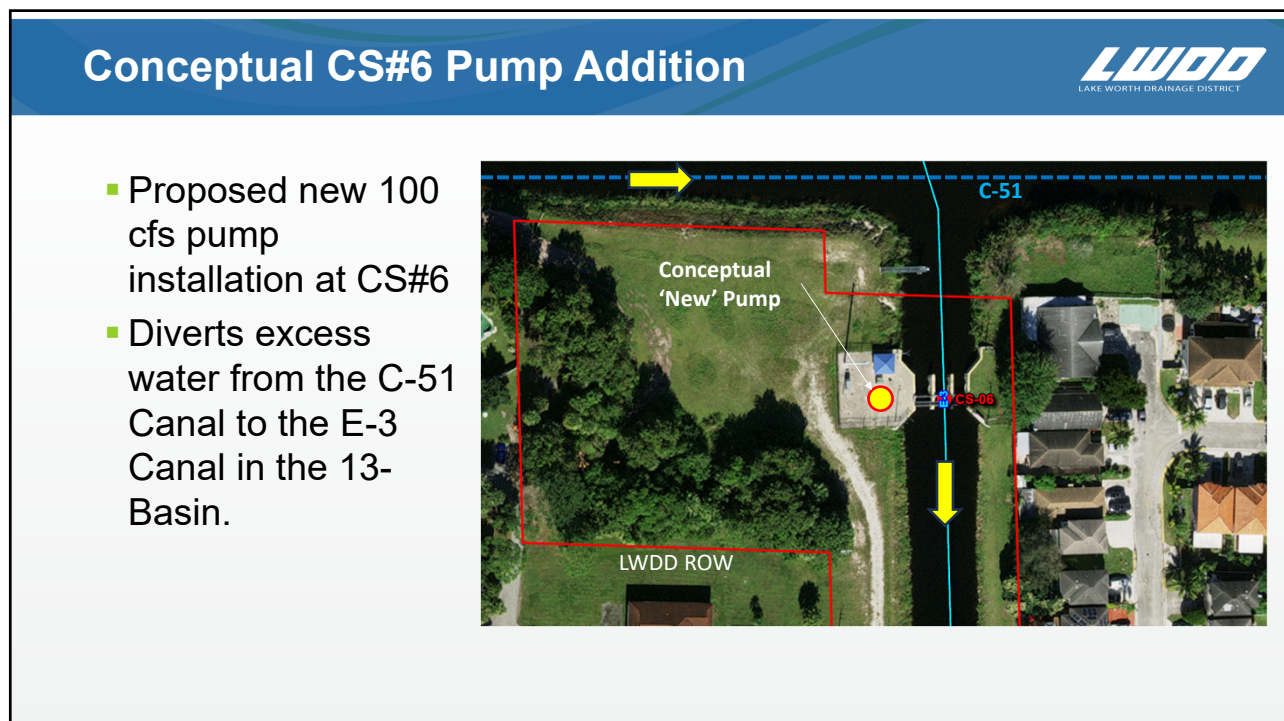 Conceptual CS#6 Pump Addition
LWDD
LAKE WORTH DRAINAGE DISTRICT
Proposed new 100
cfs pump
installation at CS#6
Diverts excess
water from the C-51
Canal to the E-3
Canal in the 13-
Basin.
C-51
Conceptual
‘New’ Pump
CS-06
LWDD ROW